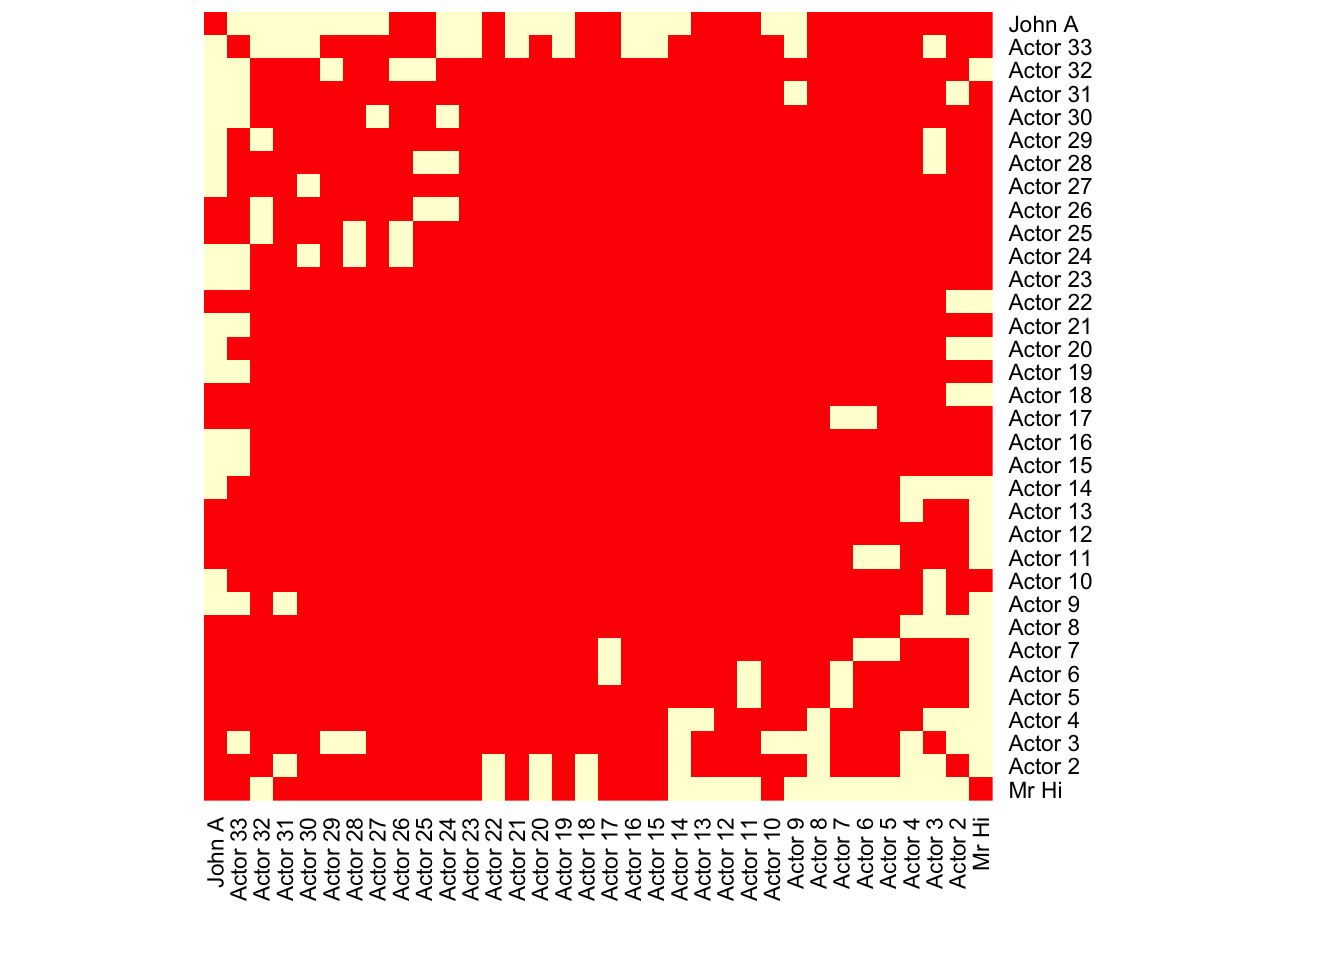 John A
Actor 33
Actor 32
Actor 31
Actor 30
Actor 29
Actor 28
Actor 27
Actor 26
Actor 25
Actor 24
Actor 23
Actor 22
Actor 21
Actor 20
Actor 19
Actor 18
Actor 17
Actor 16
Actor 15
Actor 14
Actor 13
Actor 12
Actor 11
Actor 10
Actor 9
Actor 8
Actor 7
Actor 6
Actor 5
Actor 4
Actor 3
Actor 2
Mr Hi
John A
Actor 33
Actor 32
Actor 31
Actor 30
Actor 29
Actor 28
Actor 27
Actor 26
Actor 25
Actor 24
Actor 23
Actor 22
Actor 21
Actor 20
Actor 19
Actor 18
Actor 17
Actor 16
Actor 15
Actor 14
Actor 13
Actor 12
Actor 11
Actor 10
Actor 9
Actor 8
Actor 7
Actor 6
Actor 5
Actor 4
Actor 3
Actor 2
Mr Hi